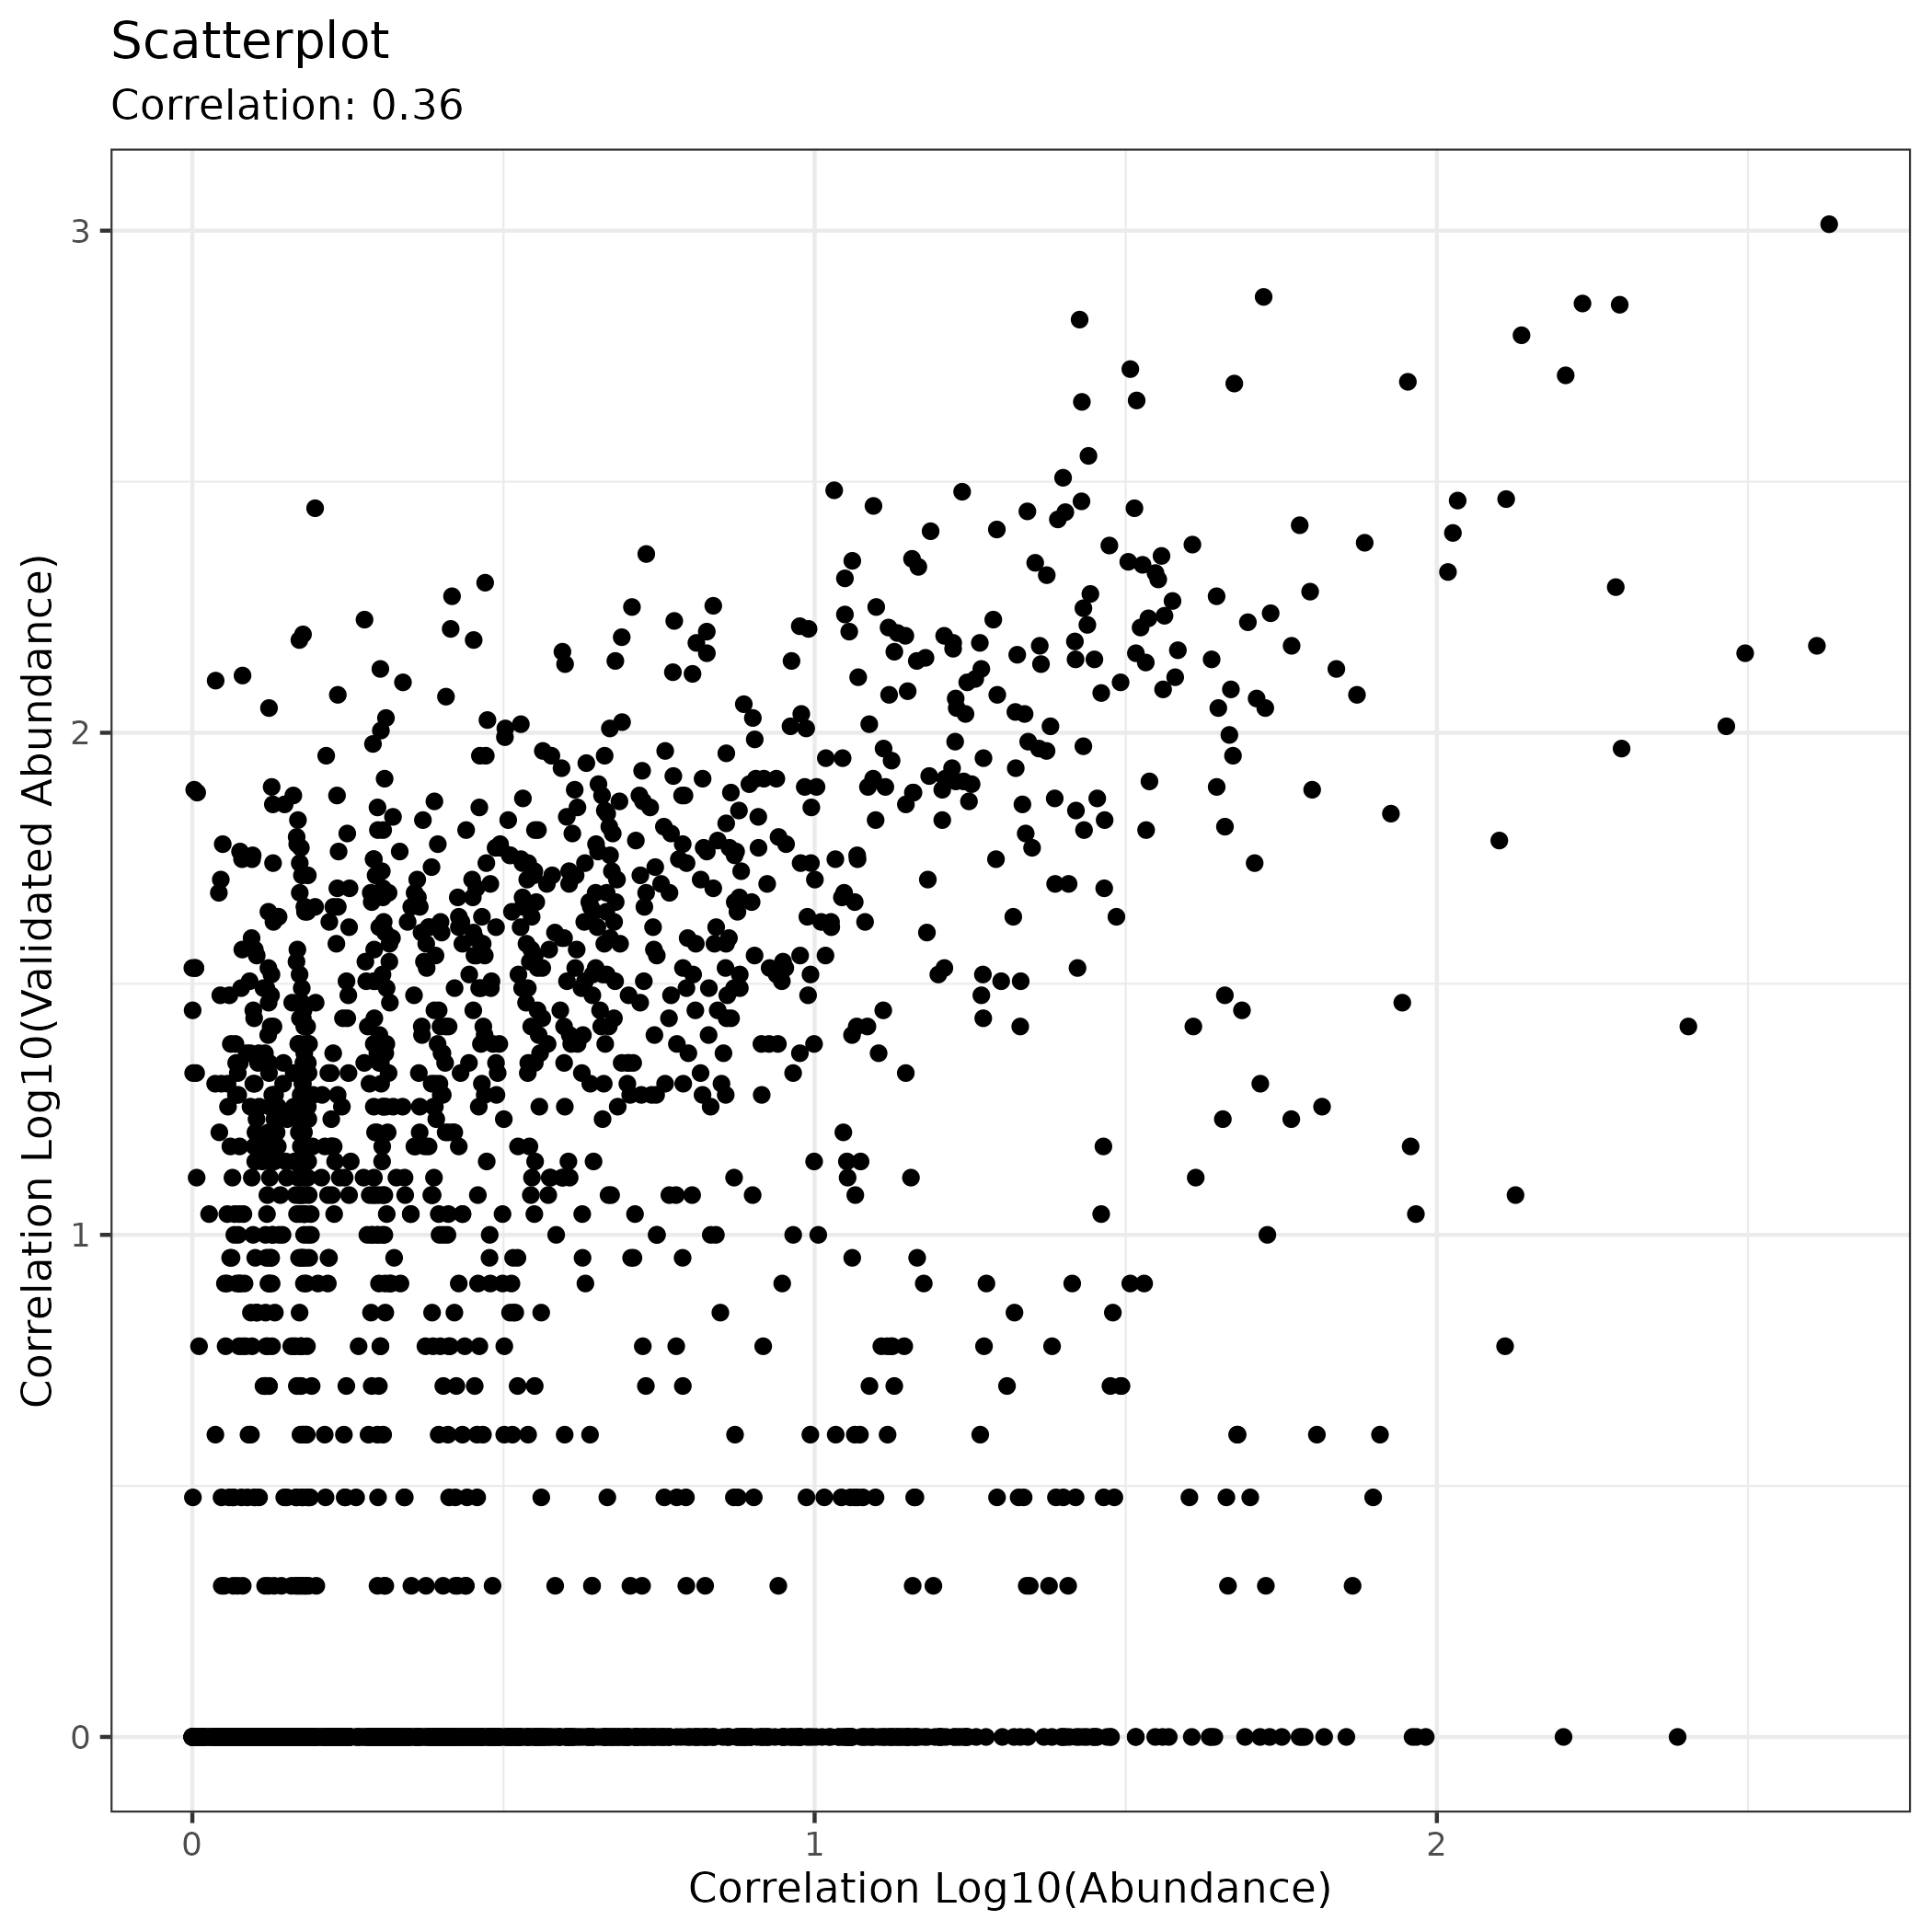 Scatterplot
Correlation: 0.36
3
2
1
0
Correlation Log10(Validated Abundance)
0
1
2
Correlation Log10(Abundance)